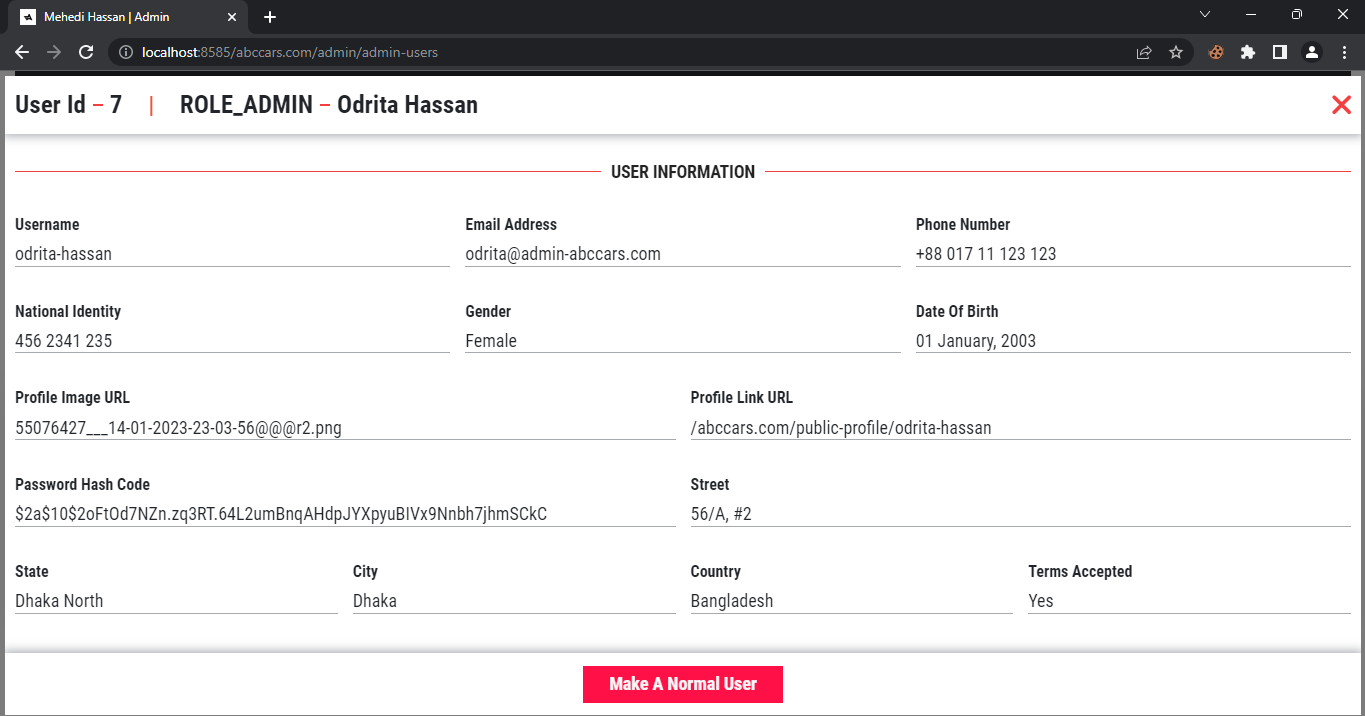 Mehedi Hassan | Admin
localhost:8585/abccars.com/admin/admin-users
User Id – 7 | ROLE_ADMIN – Odrita Hassan
USER INFORMATION
Username Email Address Phone Number
odrita-hassan odrita@admin-abccars.com +88 017 11 123 123
National Identity Gender Date Of Birth
456 2341 235 Female 01 January, 2003
Profile Image URL Profile Link URL
55076427___14-01-2023-23-03-56@@@r2.png /abccars.com/public-profile/odrita-hassan
Password Hash Code Street
$2a$10$2oFtOd7NZn.zq3RT.64L2umBnqAHdpJYXpyuBIVx9Nnbh7jhmSCkC 56/A, #2
State City Country Terms Accepted
Dhaka North Dhaka Bangladesh Yes
Make A Normal User